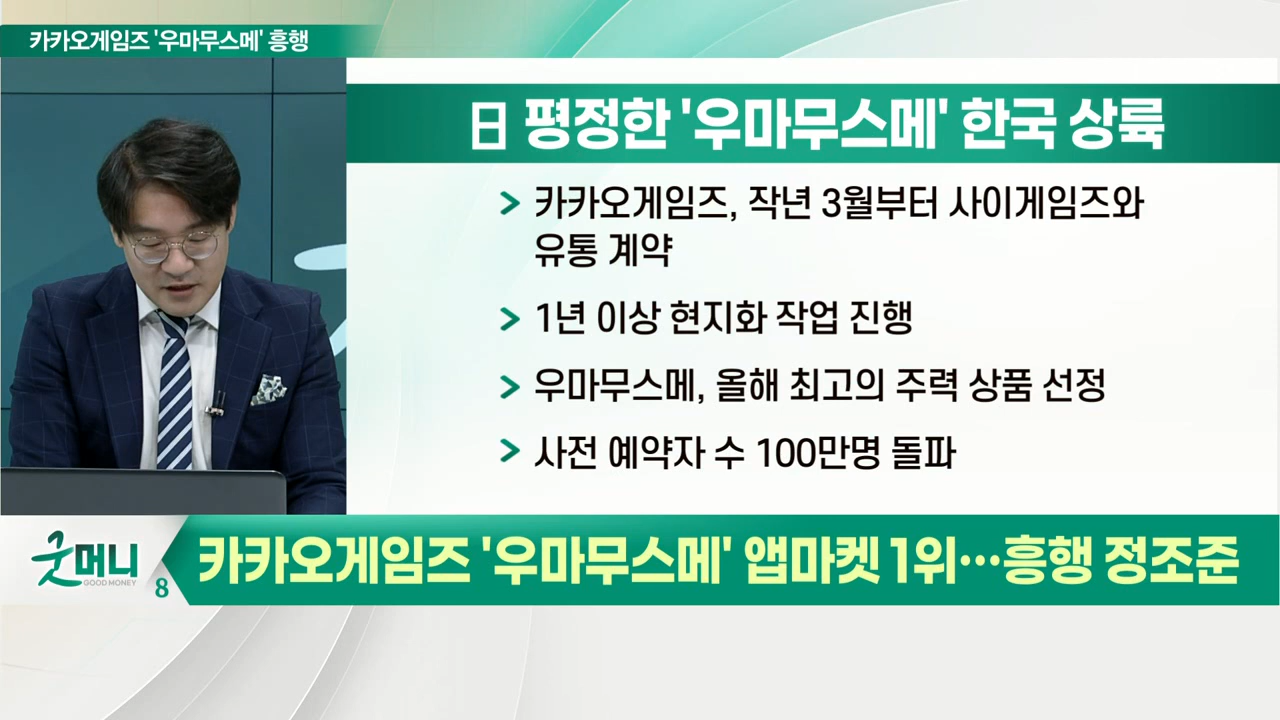 카카오게임즈 '우마무스메' 흥행
日 평정한 '우마무스메' 한국 상륙
> 카카오게임즈, 작년 3월부터 사이게임즈와
유통 계약
> 1년 이상 현지화 작업 진행
> 우마무스메, 올해 최고의 주력 상품 선정
> 사전 예약자 수 100만명 돌파
굿머니
GOOD MONEY
8
카카오게임즈 '우마무스메' 앱마켓 1위…흥행 정조준